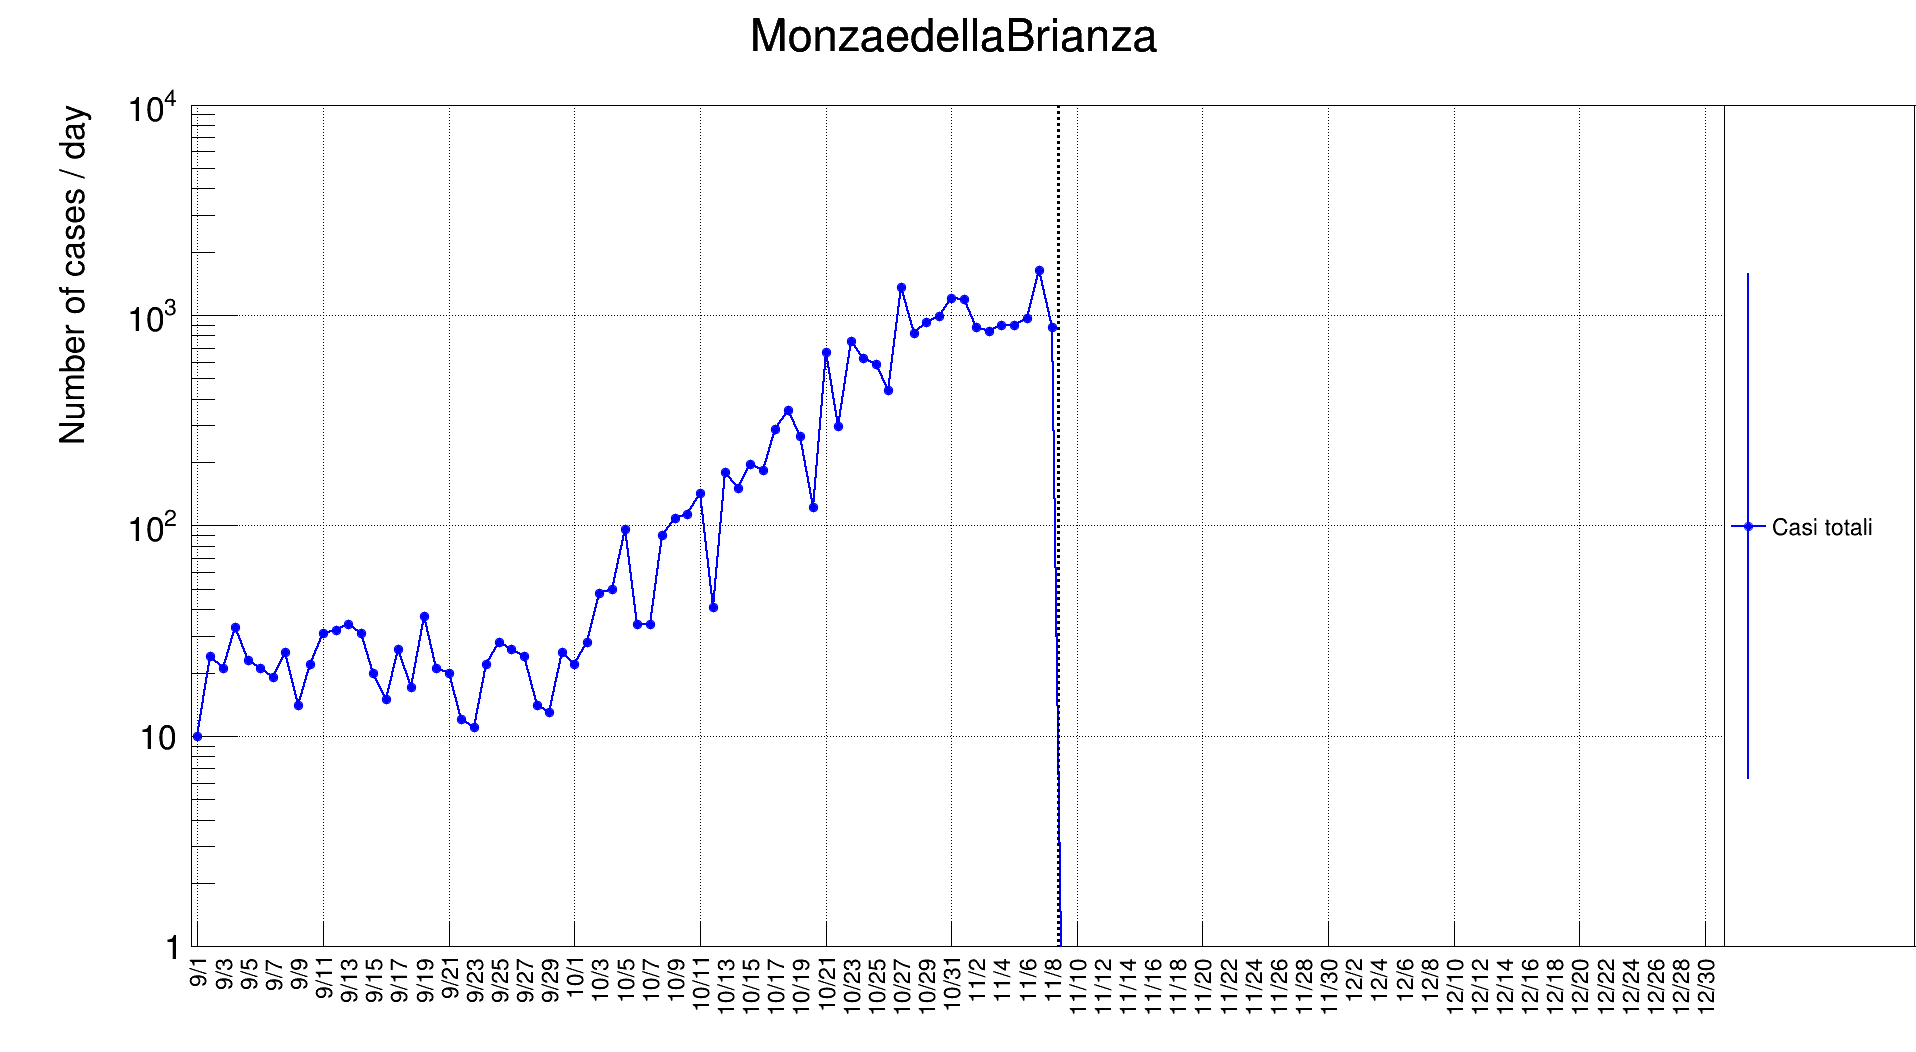 MonzaedellaBrianza
Number of cases / day
10^4
10^3
10^2
10
1
9/1 9/3 9/5 9/7 9/9 9/11 9/13 9/15 9/17 9/19 9/21 9/23 9/25 9/27 9/29 10/1 10/3 10/5 10/7 10/9 10/11 10/13 10/15 10/17 10/19 10/21 10/23 10/25 10/27 10/29 10/31 11/2 11/4 11/6 11/8 11/10 11/12 11/14 11/16 11/18 11/20 11/22 11/24 11/26 11/28 11/30 12/2 12/4 12/6 12/8 12/10 12/12 12/14 12/16 12/18 12/20 12/22 12/24 12/26 12/28 12/30
Casi totali